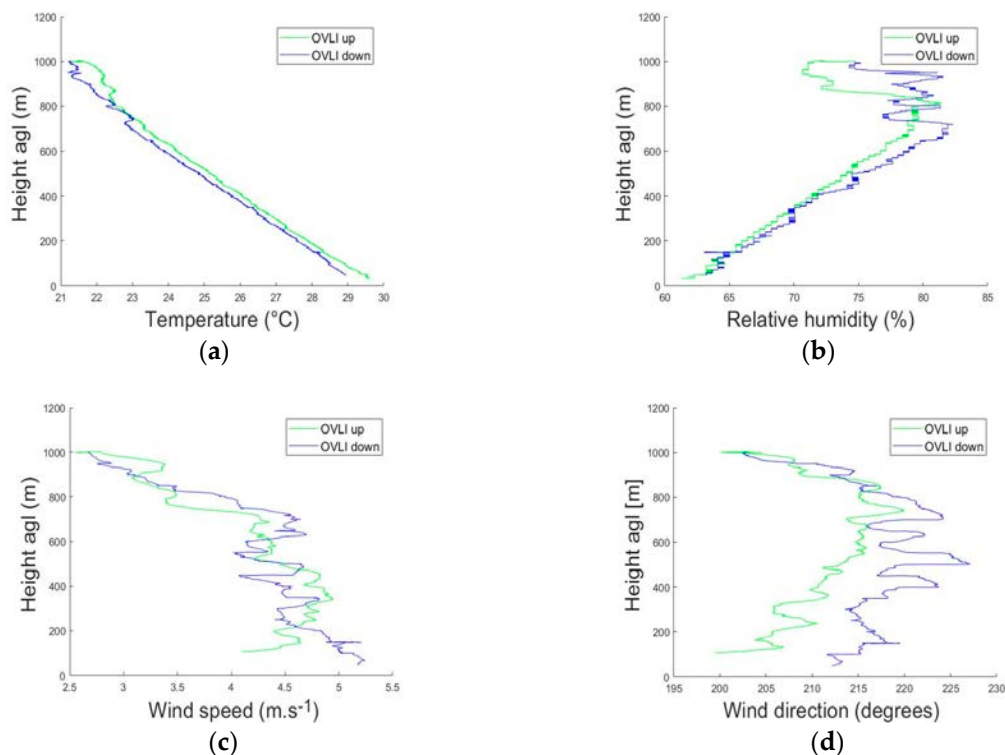 1200
1000
800
600
400
200
0
Height agl (m)
OVLI up
OVLI down
21 22 23 24 25 26 27 28 29 30
Temperature (°C)
(a)
1200
1000
800
600
400
200
0
Height agl (m)
OVLI up
OVLI down
60 65 70 75 80 85
Relative humidity (%)
(b)
1200
1000
800
600
400
200
0
Height agl (m)
OVLI up
OVLI down
2.5 3 3.5 4 4.5 5 5.5
Wind speed (m.s⁻¹)
(c)
1200
1000
800
600
400
200
0
Height agl [m]
OVLI up
OVLI down
195 200 205 210 215 220 225 230
Wind direction (degrees)
(d)